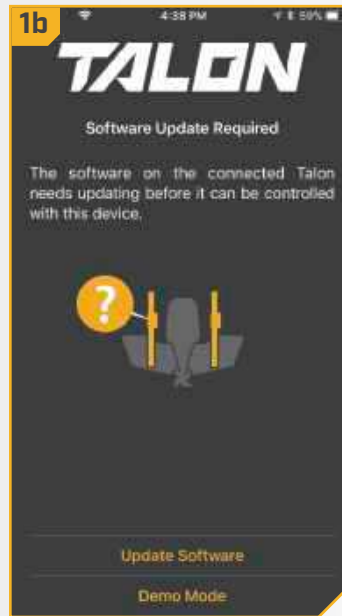 1b
4:38 PM
59%
TALON
Software Update Required
The software on the connected Talon
needs updating before it can be controlled
with this device.
?
Update Software
Demo Mode